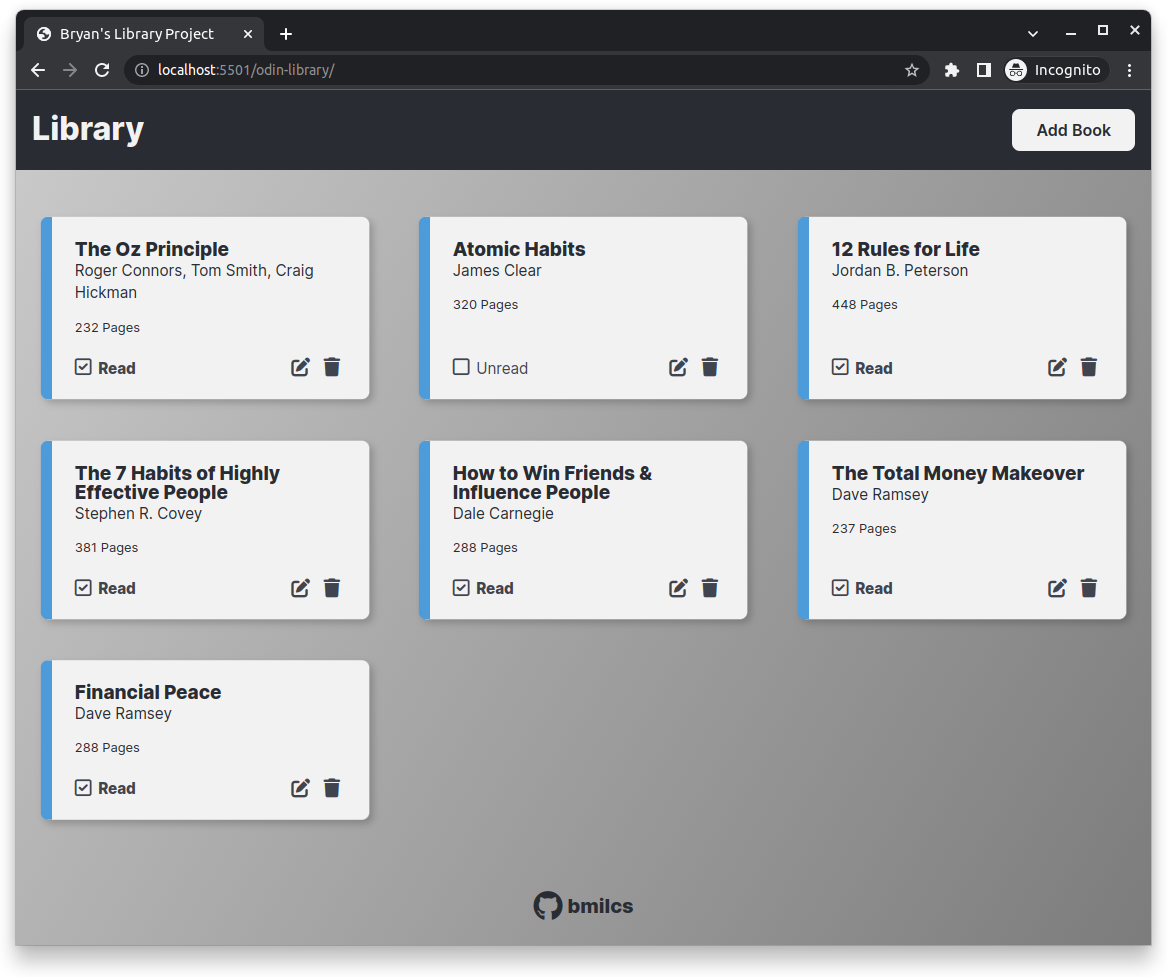 Bryan's Library Project
localhost:5501/odin-library/
Incognito
Library
Add Book
The Oz Principle
Roger Connors, Tom Smith, Craig
Hickman
232 Pages
Read
Atomic Habits
James Clear
320 Pages
Unread
12 Rules for Life
Jordan B. Peterson
448 Pages
Read
The 7 Habits of Highly
Effective People
Stephen R. Covey
381 Pages
Read
How to Win Friends &
Influence People
Dale Carnegie
288 Pages
Read
The Total Money Makeover
Dave Ramsey
237 Pages
Read
Financial Peace
Dave Ramsey
288 Pages
Read
bmilcs